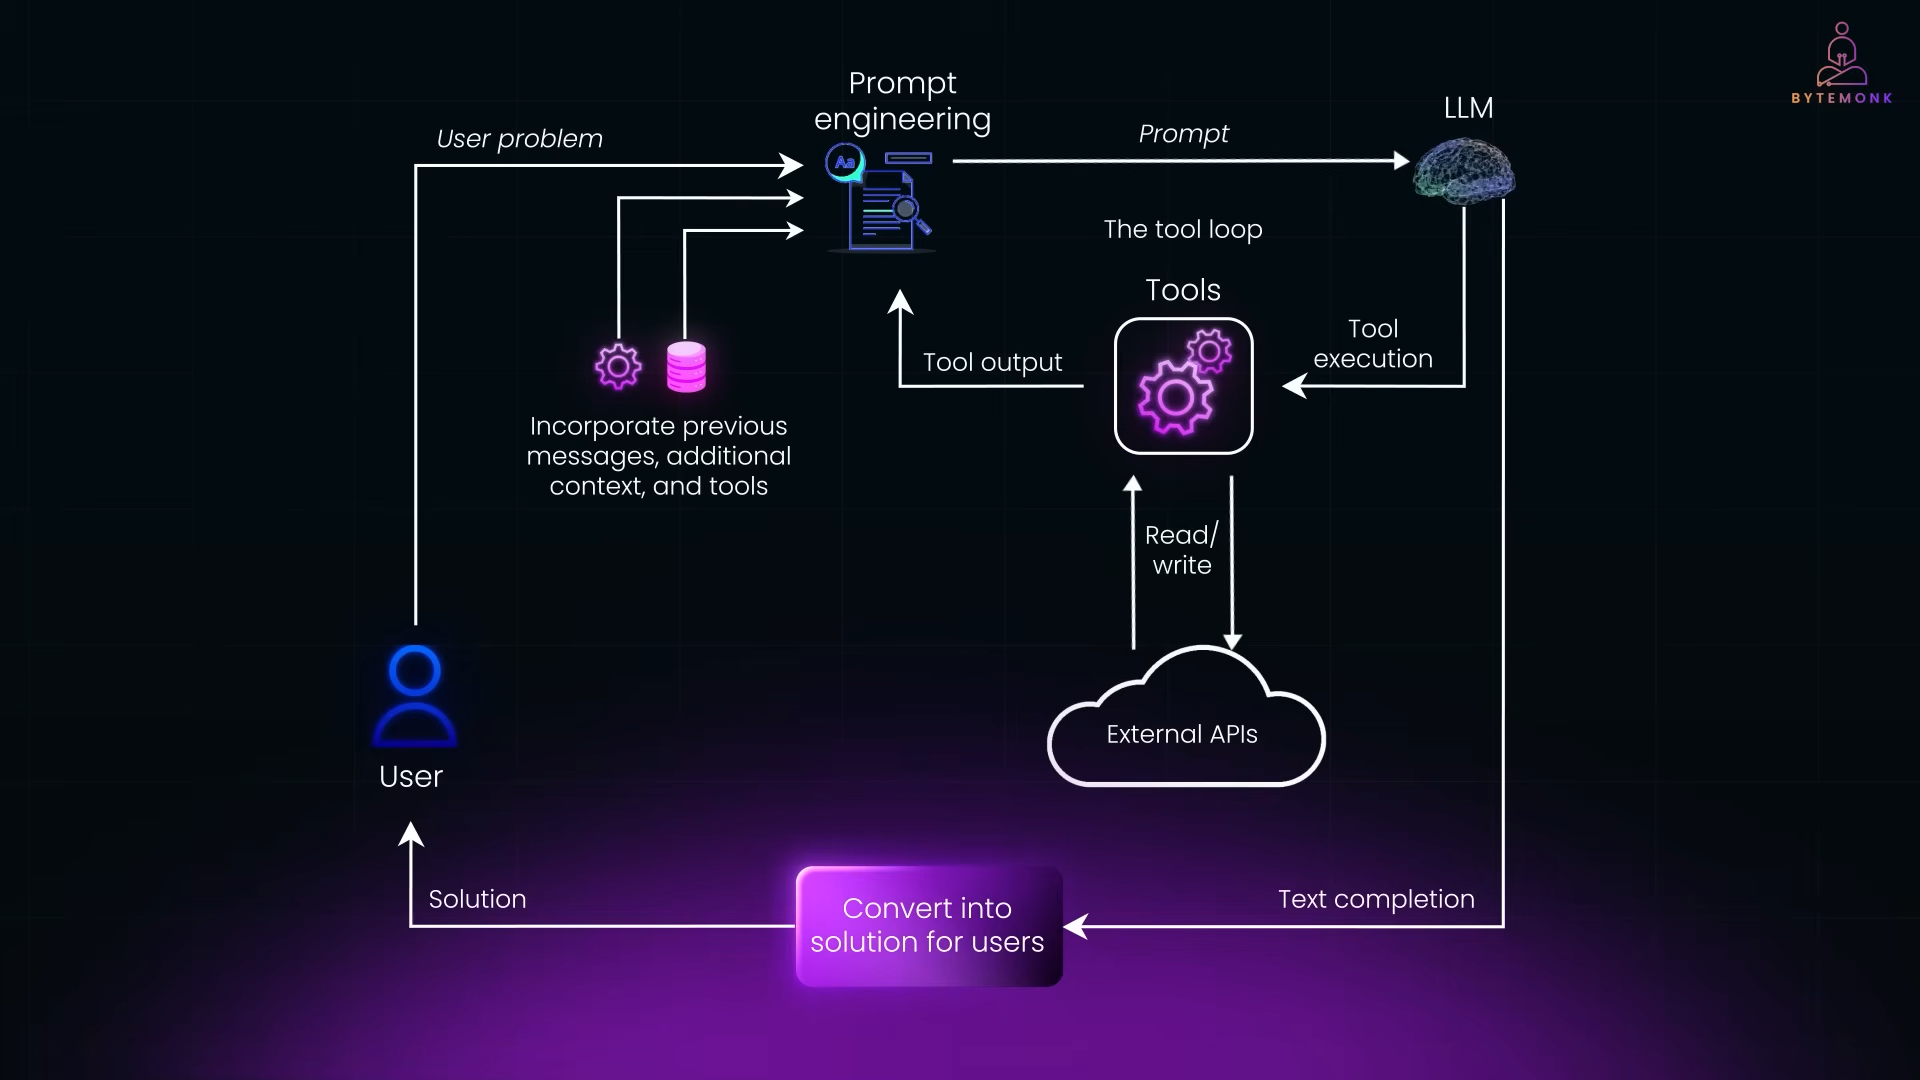 BYTEMONK
Prompt
engineering
Aa
User problem
Prompt
LLM
The tool loop
Tools
Tool
execution
Tool output
Incorporate previous
messages, additional
context, and tools
Read/
write
External APIs
User
Solution
Convert into
solution for users
Text completion